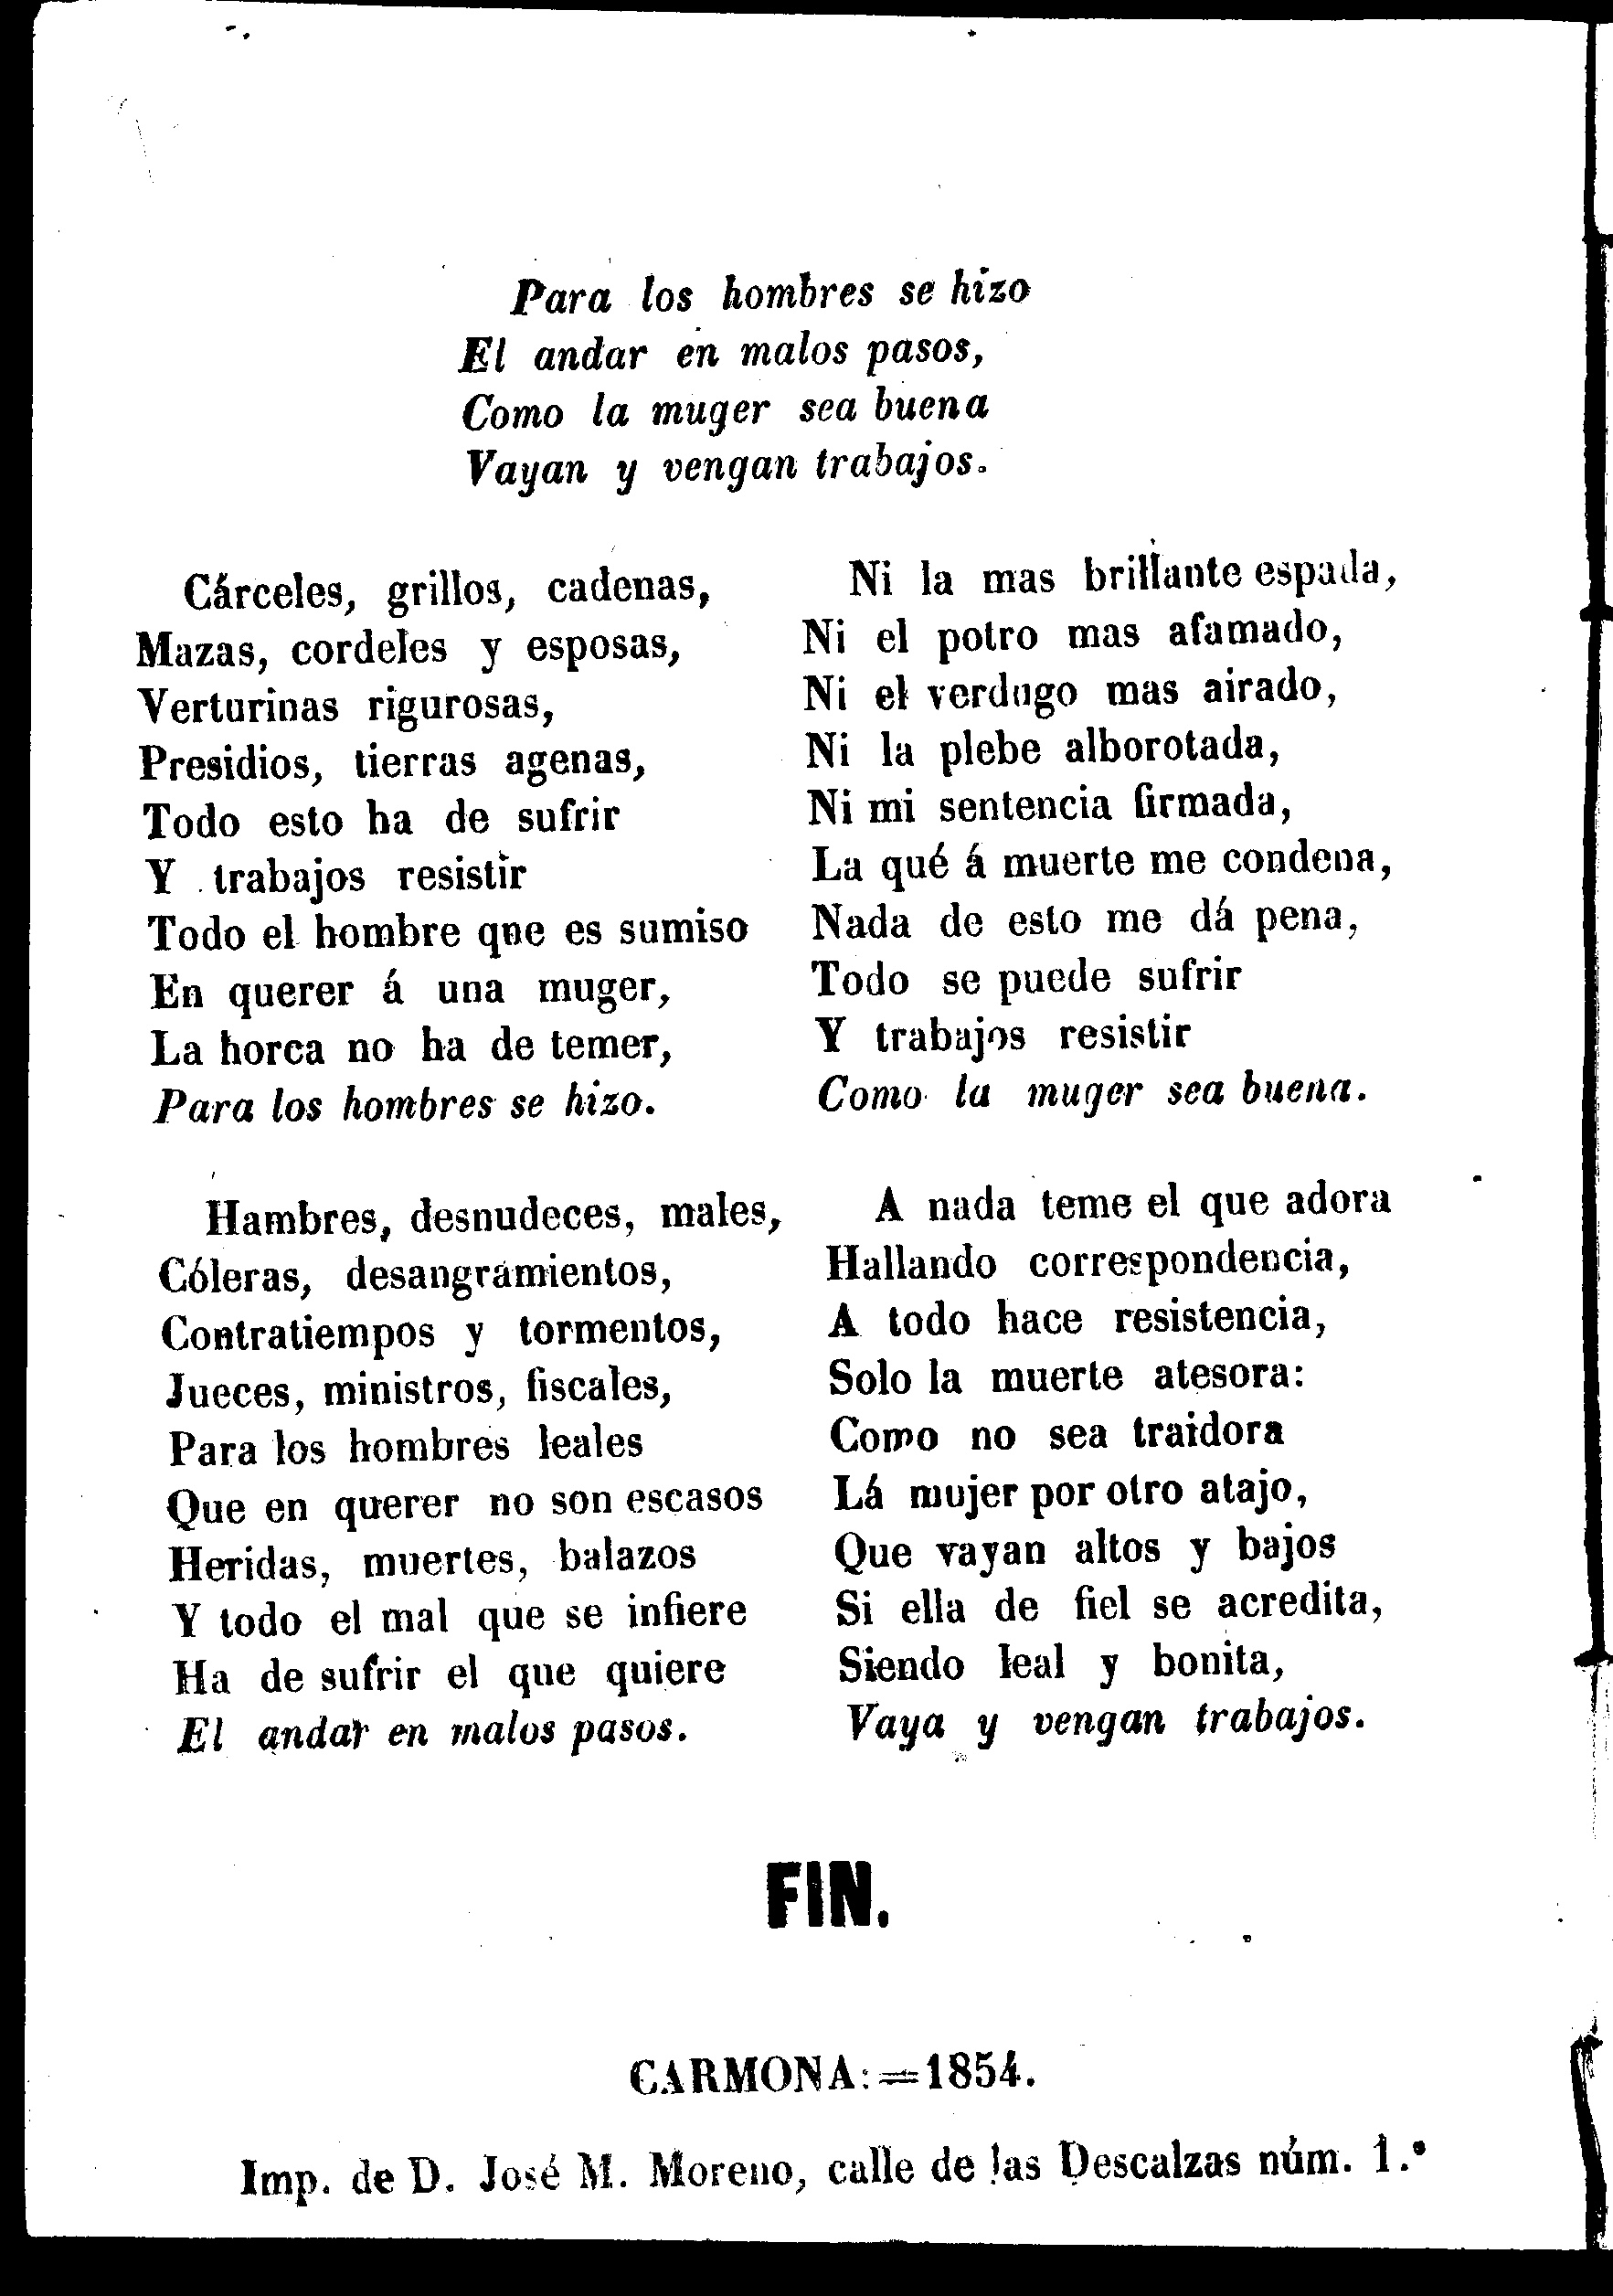 Para los hombres se hizo
El andar en malos pasos,
Como la muger sea buena
Vayan y vengan trabajos.
Cárceles, grillos, cadenas,
Mazas, cordeles y esposas,
Verturinas rigurosas,
Presidios, tierras agenas,
Todo esto ha de sufrir
Y trabajos resistir
Todo el hombre que es sumiso
En querer á una muger,
La horca no ha de temer,
Para los hombres se hizo.
Hambres, desnudeces, males,
Cóleras, desangramientos,
Contratiempos y tormentos,
Jueces, ministros, fiscales,
Para los hombres leales
Que en querer no son escasos
Heridas, muertes, balazos
Y todo el mal que se infiere
Ha de sufrir el que quiere
El andar en malos pasos.
Ni la mas brillante espada,
Ni el potro mas afamado,
Ni el verdugo mas airado,
Ni la plebe alborotada,
Ni mi sentencia firmada,
La qué á muerte me condena,
Nada de esto me dá pena,
Todo se puede sufrir
Y trabajos resistir
Como la muger sea buena.
A nada teme el que adora
Hallando correspondencia,
A todo hace resistencia,
Solo la muerte atesora:
Como no sea traidora
Lá mujer por otro atajo,
Que vayan altos y bajos
Si ella de fiel se acredita,
Siendo leal y bonita,
Vaya y vengan trabajos.
FIN.
CARMONA:=1854.
Imp. de D. José M. Moreno, calle de las Descalzas núm. 1.º